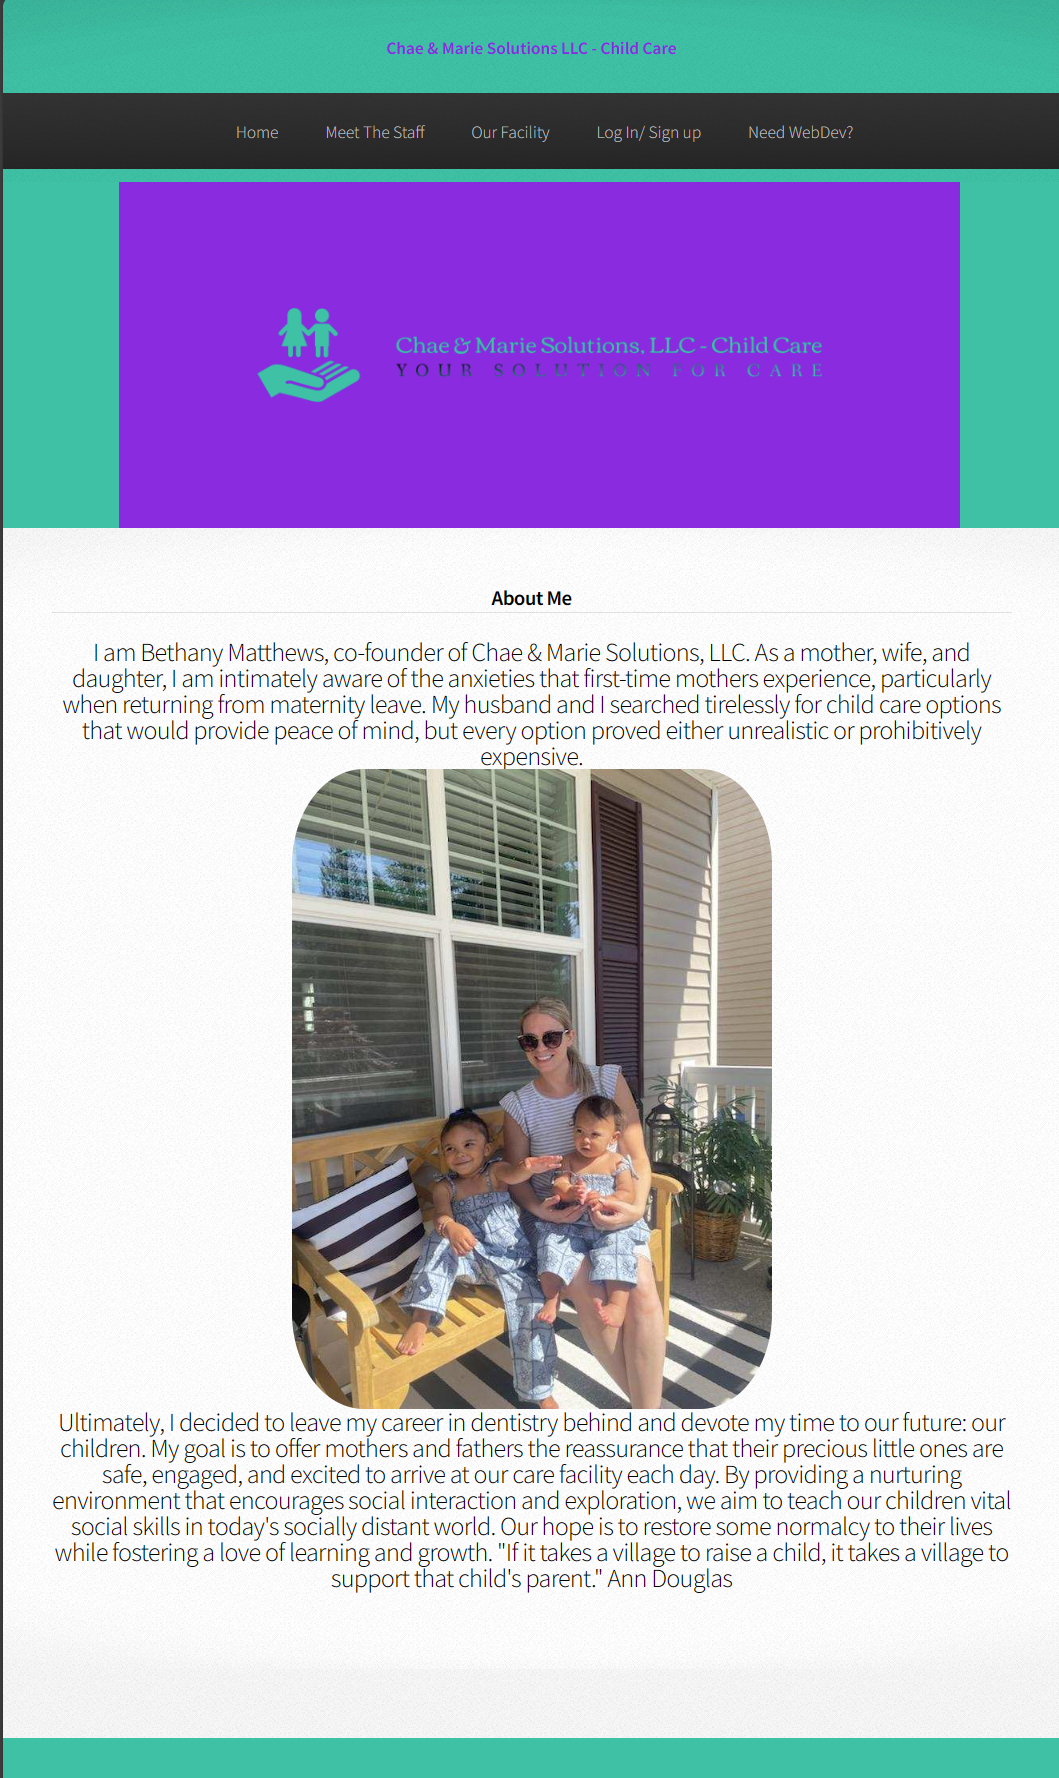 Chae & Marie Solutions LLC - Child Care
Home Meet The Staff Our Facility Log In/ Sign up Need WebDev?
Chae & Marie Solutions, LLC - Child Care
YOUR SOLUTION FOR CARE
About Me
I am Bethany Matthews, co-founder of Chae & Marie Solutions, LLC. As a mother, wife, and
daughter, I am intimately aware of the anxieties that first-time mothers experience, particularly
when returning from maternity leave. My husband and I searched tirelessly for child care options
that would provide peace of mind, but every option proved either unrealistic or prohibitively
expensive.
Ultimately, I decided to leave my career in dentistry behind and devote my time to our future: our
children. My goal is to offer mothers and fathers the reassurance that their precious little ones are
safe, engaged, and excited to arrive at our care facility each day. By providing a nurturing
environment that encourages social interaction and exploration, we aim to teach our children vital
social skills in today's socially distant world. Our hope is to restore some normalcy to their lives
while fostering a love of learning and growth. "If it takes a village to raise a child, it takes a village to
support that child's parent." Ann Douglas